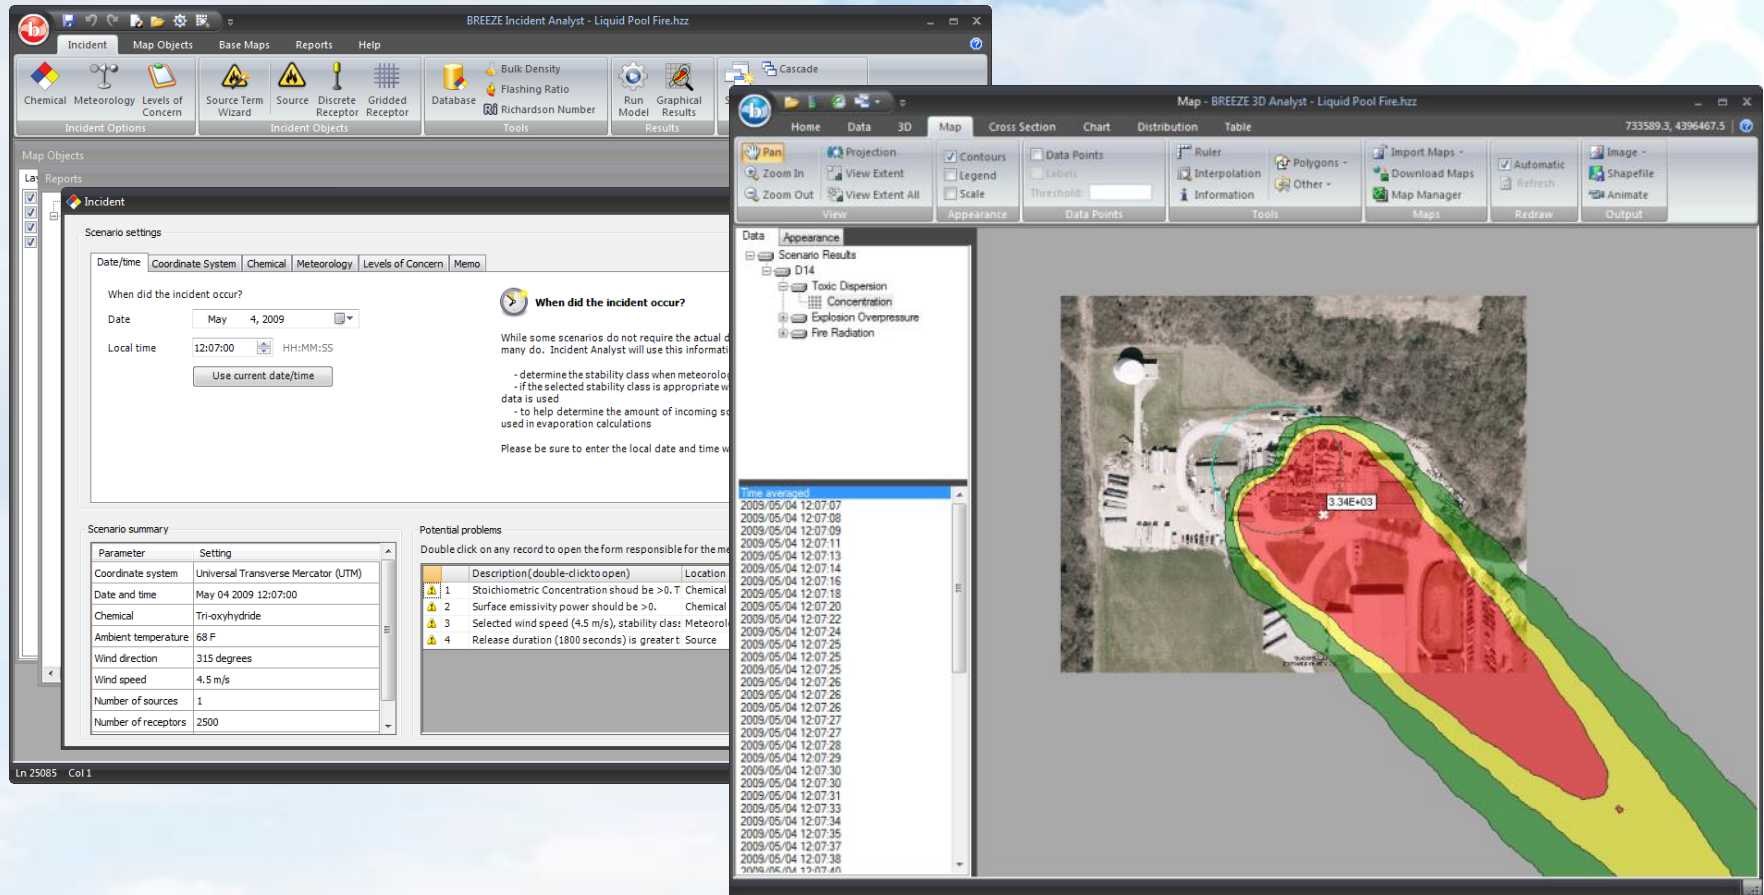 BREEZE Incident Analyst - Liquid Pool Fire.hzz
Incident Map Objects Base Maps Reports Help
Chemical Meteorology Levels of Concern
Incident Options
Source Term Wizard Source Discrete Receptor Gridded Receptor
Incident Objects
Database
Bulk Density
Flashing Ratio
Ri Richardson Number
Tools
Run Model Graphical Results
Results
Cascade
Map Objects
Reports
Incident
Scenario settings
Date/time Coordinate System Chemical Meteorology Levels of Concern Memo
When did the incident occur?
Date May 4, 2009
Local time 12:07:00 HH:MM:SS
Use current date/time
When did the incident occur?
While some scenarios do not require the actual d
many do. Incident Analyst will use this informati
- determine the stability class when meteorolog
- if the selected stability class is appropriate w
data is used
- to help determine the amount of incoming so
used in evaporation calculations
Please be sure to enter the local date and time w
Scenario summary
Parameter Setting
Coordinate system Universal Transverse Mercator (UTM)
Date and time May 04 2009 12:07:00
Chemical Tri-oxyhydride
Ambient temperature 68 F
Wind direction 315 degrees
Wind speed 4.5 m/s
Number of sources 1
Number of receptors 2500
Potential problems
Double click on any record to open the form responsible for the me
Description (double-click to open) Location
1 Stoichiometric Concentration shoud be >0. T Chemical
2 Surface emissivity power should be >0. Chemical
3 Selected wind speed (4.5 m/s), stability clas: Meteorol
4 Release duration (1800 seconds) is greater t Source
Ln 25085 Col 1
Map - BREEZE 3D Analyst - Liquid Pool Fire.hzz
Home Data 3D Map Cross Section Chart Distribution Table
733589.3, 4396467.5
Pan Projection
Zoom In View Extent
Zoom Out View Extent All
View
Contours
Legend
Scale
Appearance
Data Points
Labels
Threshold:
Data Points
Ruler
Interpolation
Information
Polygons
Other
Tools
Import Maps
Download Maps
Map Manager
Maps
Automatic
Refresh
Redraw
Image
Shapefile
Animate
Output
Data Appearance
Scenario Results
D14
Toxic Dispersion
Concentration
Explosion Overpressure
Fire Radiation
Time averaged
2009/05/04 12:07:07
2009/05/04 12:07:08
2009/05/04 12:07:09
2009/05/04 12:07:11
2009/05/04 12:07:13
2009/05/04 12:07:14
2009/05/04 12:07:16
2009/05/04 12:07:18
2009/05/04 12:07:20
2009/05/04 12:07:22
2009/05/04 12:07:24
2009/05/04 12:07:25
2009/05/04 12:07:25
2009/05/04 12:07:25
2009/05/04 12:07:26
2009/05/04 12:07:26
2009/05/04 12:07:26
2009/05/04 12:07:27
2009/05/04 12:07:27
2009/05/04 12:07:28
2009/05/04 12:07:29
2009/05/04 12:07:30
2009/05/04 12:07:30
2009/05/04 12:07:31
2009/05/04 12:07:33
2009/05/04 12:07:34
2009/05/04 12:07:35
2009/05/04 12:07:37
2009/05/04 12:07:38
2009/05/04 12:07:40
3.34E+03